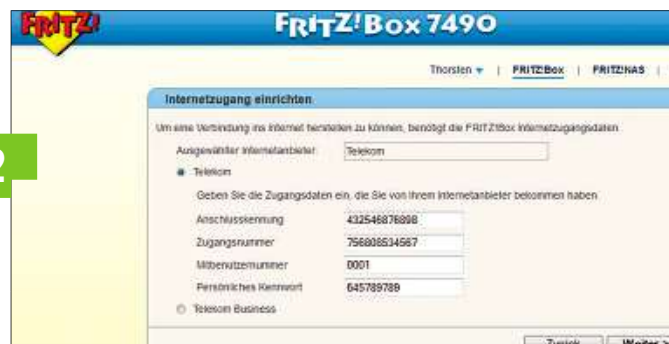 FRITZ!
FRITZ!Box 7490
Thorsten | FRITZ!Box | FRITZ!NAS |
Internetzugang einrichten
Um eine Verbindung ins Internet herstellen zu können, benötigt die FRITZ!Box Internetzugangsdaten
Ausgewählter Internetanbieter Telekom
2
Telekom
Geben Sie die Zugangsdaten ein, die Sie von Ihrem Internetanbieter bekommen haben
Anschlusskennung 432546876898
Zugangsnummer 756808534567
Mitbenutzernummer 0001
Persönliches Kennwort 645789789
Telekom Business
Zurück Weiter >